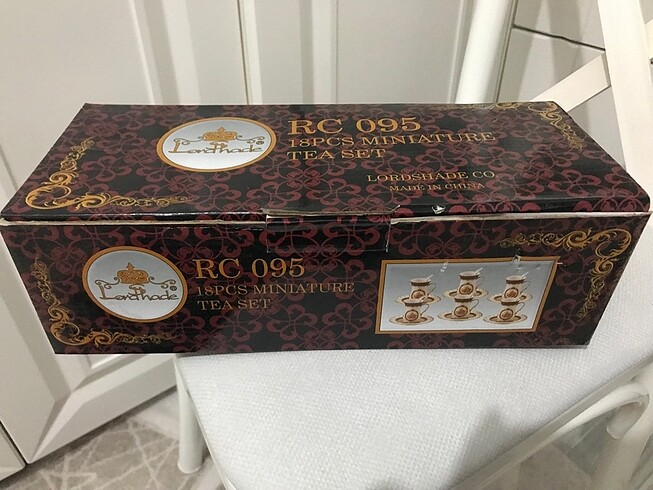 Lordshade ®
RC 095
18PCS MINIATURE
TEA SET
LORDSHADE CO
MADE IN CHINA
Lordshade ®
RC 095
18PCS MINIATURE
TEA SET